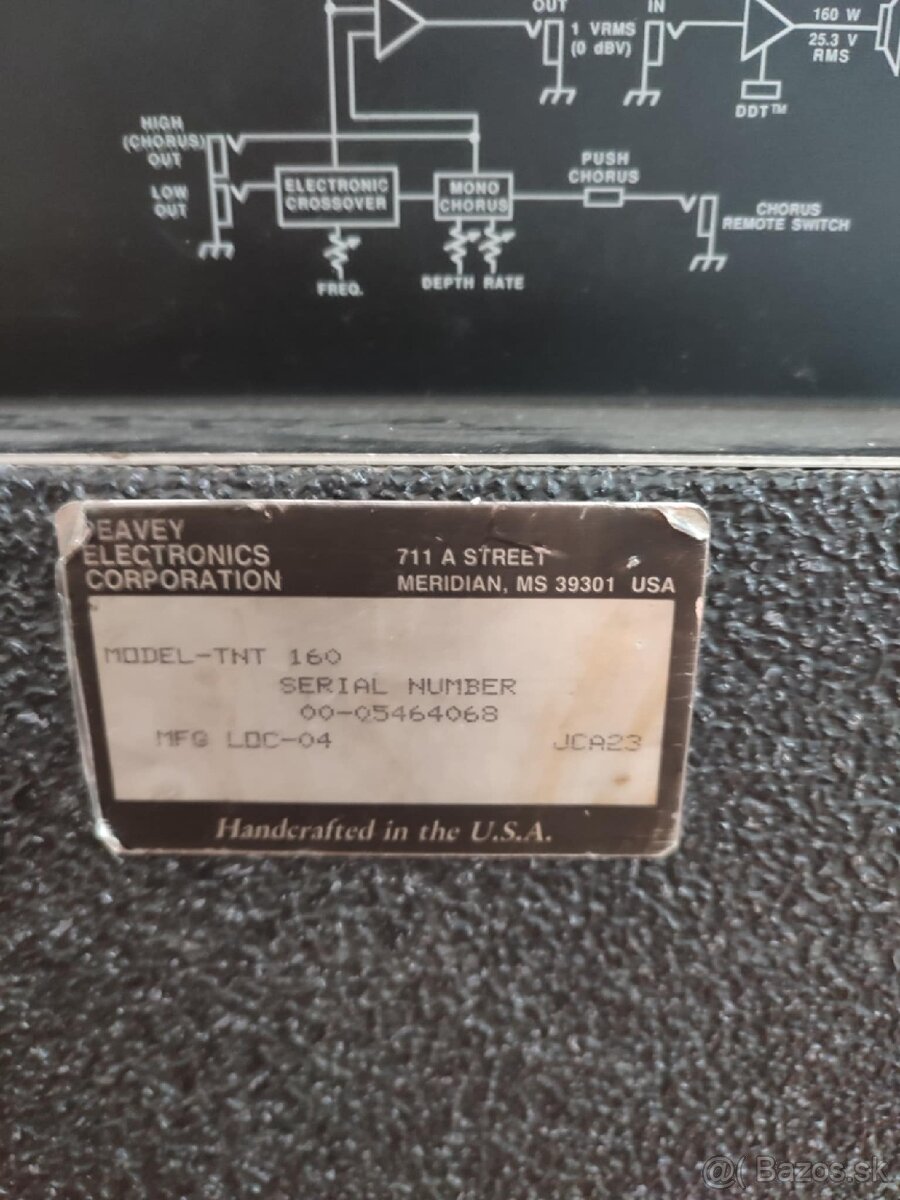 OUT
1 VRMS
(0 dBV)
IN
160 W
25.3 V
RMS
DDT™
HIGH
(CHORUS)
OUT
LOW
OUT
ELECTRONIC
CROSSOVER
MONO
CHORUS
PUSH
CHORUS
CHORUS
REMOTE SWITCH
FREQ.
DEPTH RATE
PEAVEY
ELECTRONICS
CORPORATION
711 A STREET
MERIDIAN, MS 39301 USA
MODEL-TNT 160
SERIAL NUMBER
00-05464068
MFG LOC-04 JCA23
Handcrafted in the U.S.A.
@( Bazos.sk